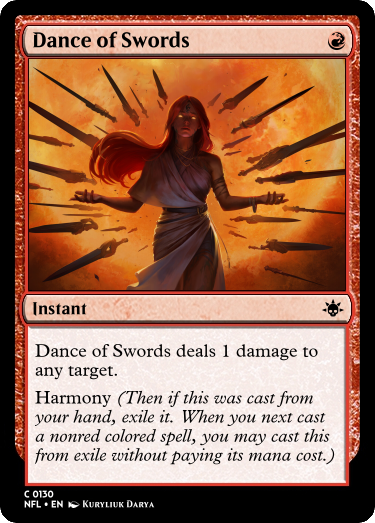 Dance of Swords
Instant
Dance of Swords deals 1 damage to
any target.
Harmony (Then if this was cast from
your hand, exile it. When you next cast
a nonred colored spell, you may cast this
from exile without paying its mana cost.)
C 0130
NFL • EN Kuryliuk Darya